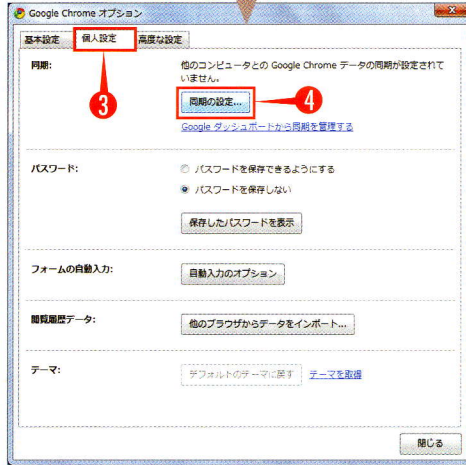 Google Chrome オプション
基本設定 個人設定 高度な設定
同期:
他のコンピュータとの Google Chrome データの同期が設定されて
いません。
3
同期の設定...
4
Google ダッシュボードから同期を管理する
パスワード:
パスワードを保存できるようにする
パスワードを保存しない
保存したパスワードを表示
フォームの自動入力:
自動入力のオプション
閲覧履歴データ:
他のブラウザからデータをインポート...
テーマ:
デフォルトのテーマに戻す テーマを取得
閉じる